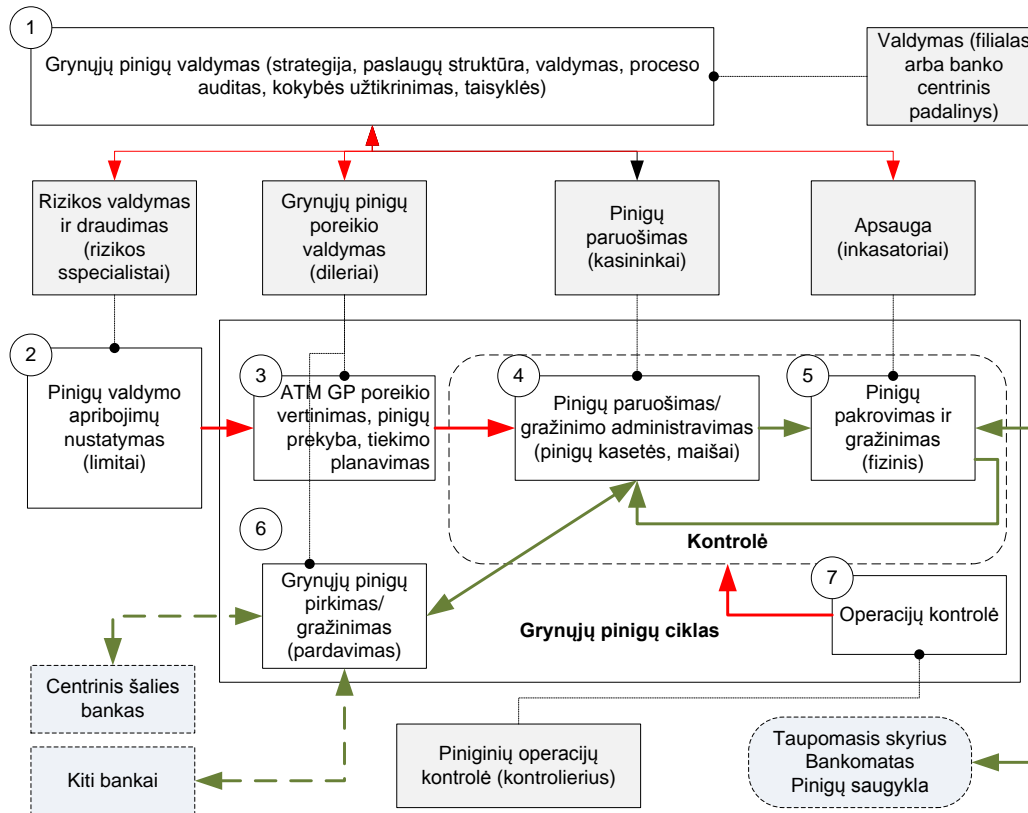 1
Grynųjų pinigų valdymas (strategija, paslaugų struktūra, valdymas, proceso
auditas, kokybės užtikrinimas, taisyklės)
Valdymas (filialas
arba banko
centrinis
padalinys)
Rizikos valdymas
ir draudimas
(rizikos
sspecialistai)
Grynųjų pinigų
poreikio
valdymas
(dileriai)
Pinigų
paruošimas
(kasininkai)
Apsauga
(inkasatoriai)
2
Pinigų valdymo
apribojimų
nustatymas
(limitai)
3
ATM GP poreikio
vertinimas, pinigų
prekyba, tiekimo
planavimas
4
Pinigų paruošimas/
gražinimo administravimas
(pinigų kasetės, maišai)
5
Pinigų
pakrovimas ir
gražinimas
(fizinis)
Kontrolė
6
Grynųjų pinigų
pirkimas/
gražinimas
(pardavimas)
Grynųjų pinigų ciklas
7
Operacijų kontrolė
Centrinis šalies
bankas
Kiti bankai
Piniginių operacijų
kontrolė (kontrolierius)
Taupomasis skyrius
Bankomatas
Pinigų saugykla